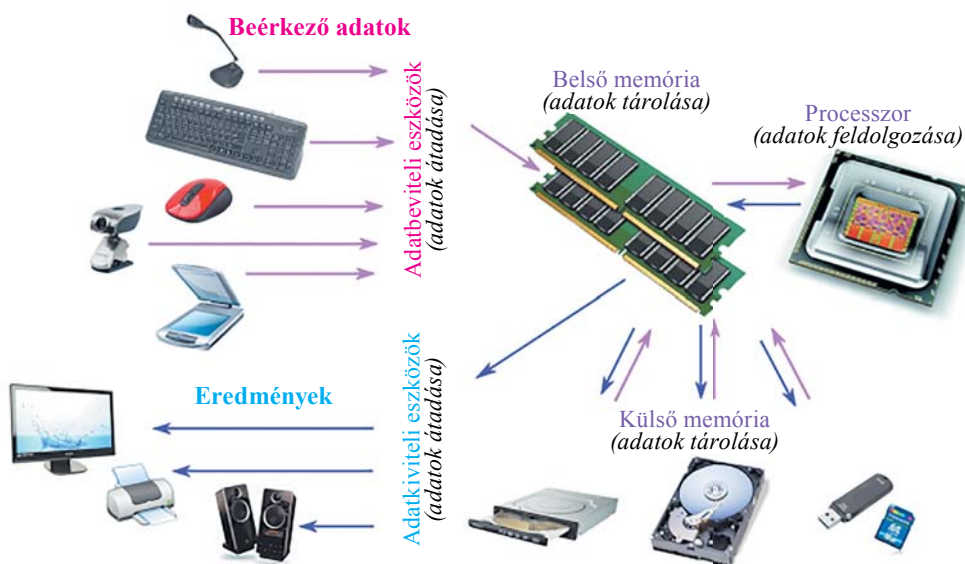 Beérkező adatok
Adatbeviteli eszközök
(adatok átadása)
Belső memória
(adatok tárolása)
Processzor
(adatok feldolgozása)
Eredmények
Adatkiviteli eszközök
(adatok átadása)
Külső memória
(adatok tárolása)